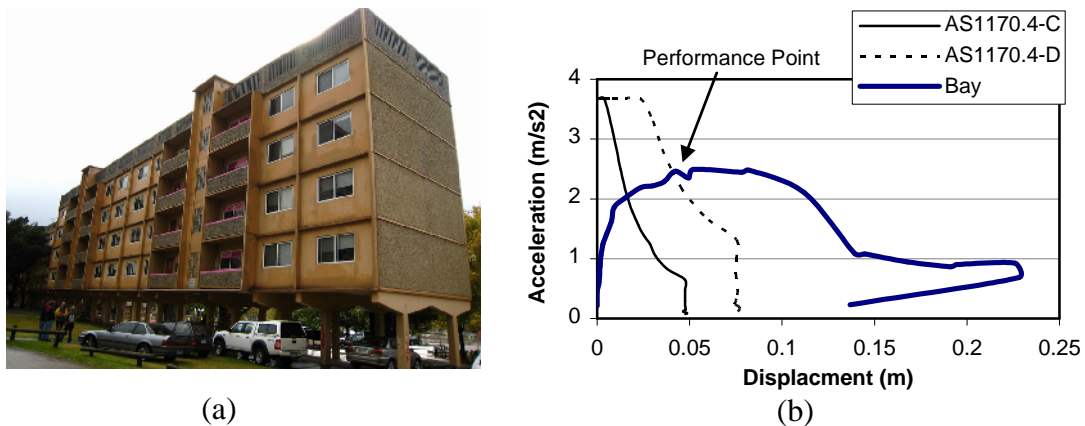 AS1170.4-C
AS1170.4-D
Bay
Performance Point
4
3
2
1
0
Acceleration (m/s2)
0 0.05 0.1 0.15 0.2 0.25
Displacment (m)
(a)
(b)